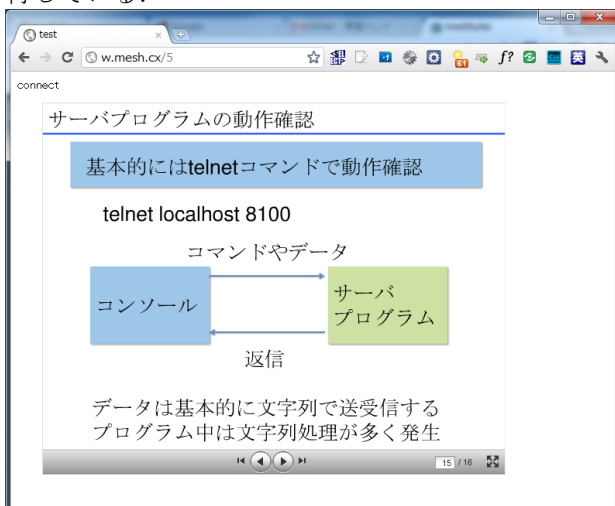 test
w.mesh.cx/5
connect
サーバプログラムの動作確認
基本的にはtelnetコマンドで動作確認
telnet localhost 8100
コマンドやデータ
コンソール
サーバ
プログラム
返信
データは基本的に文字列で送受信する
プログラム中は文字列処理が多く発生
15 / 16